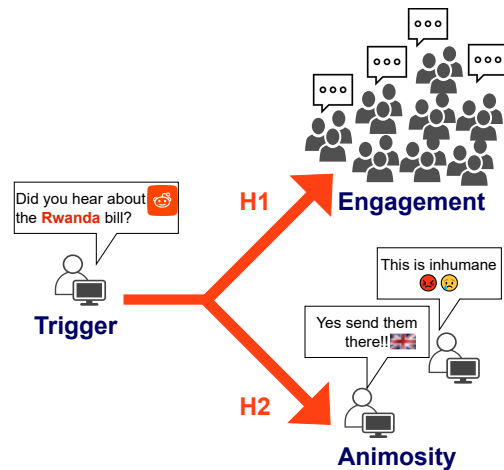 Did you hear about
the Rwanda bill?
Trigger
H1
Engagement
This is inhumane
Yes send them
there!!
H2
Animosity